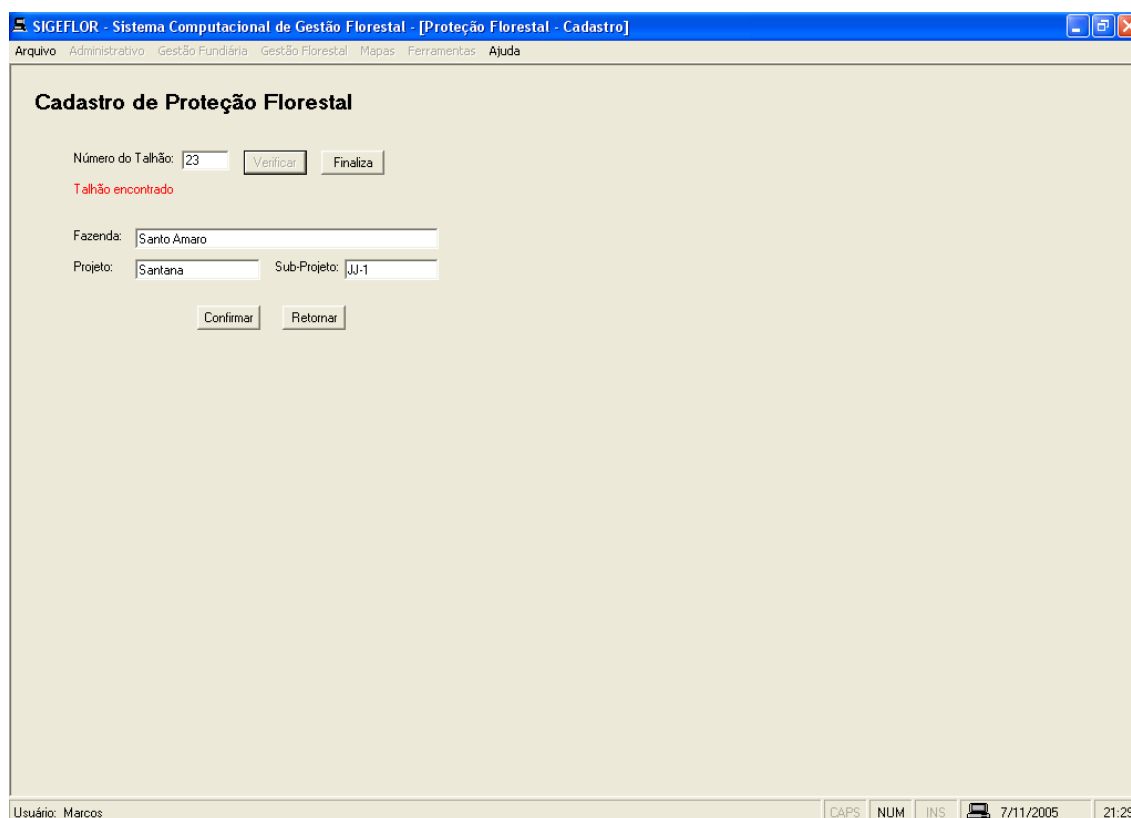 SIGEFLOR - Sistema Computacional de Gestão Florestal - [Proteção Florestal - Cadastro]
Arquivo Administrativo Gestão Fundiária Gestão Florestal Mapas Ferramentas Ajuda
Cadastro de Proteção Florestal
Número do Talhão: 23 Verificar Finaliza
Talhão encontrado
Fazenda: Santo Amaro
Projeto: Santana Sub-Projeto: JJ-1
Confirmar Retornar
Usuário: Marcos CAPS NUM INS 7/11/2005 21:29